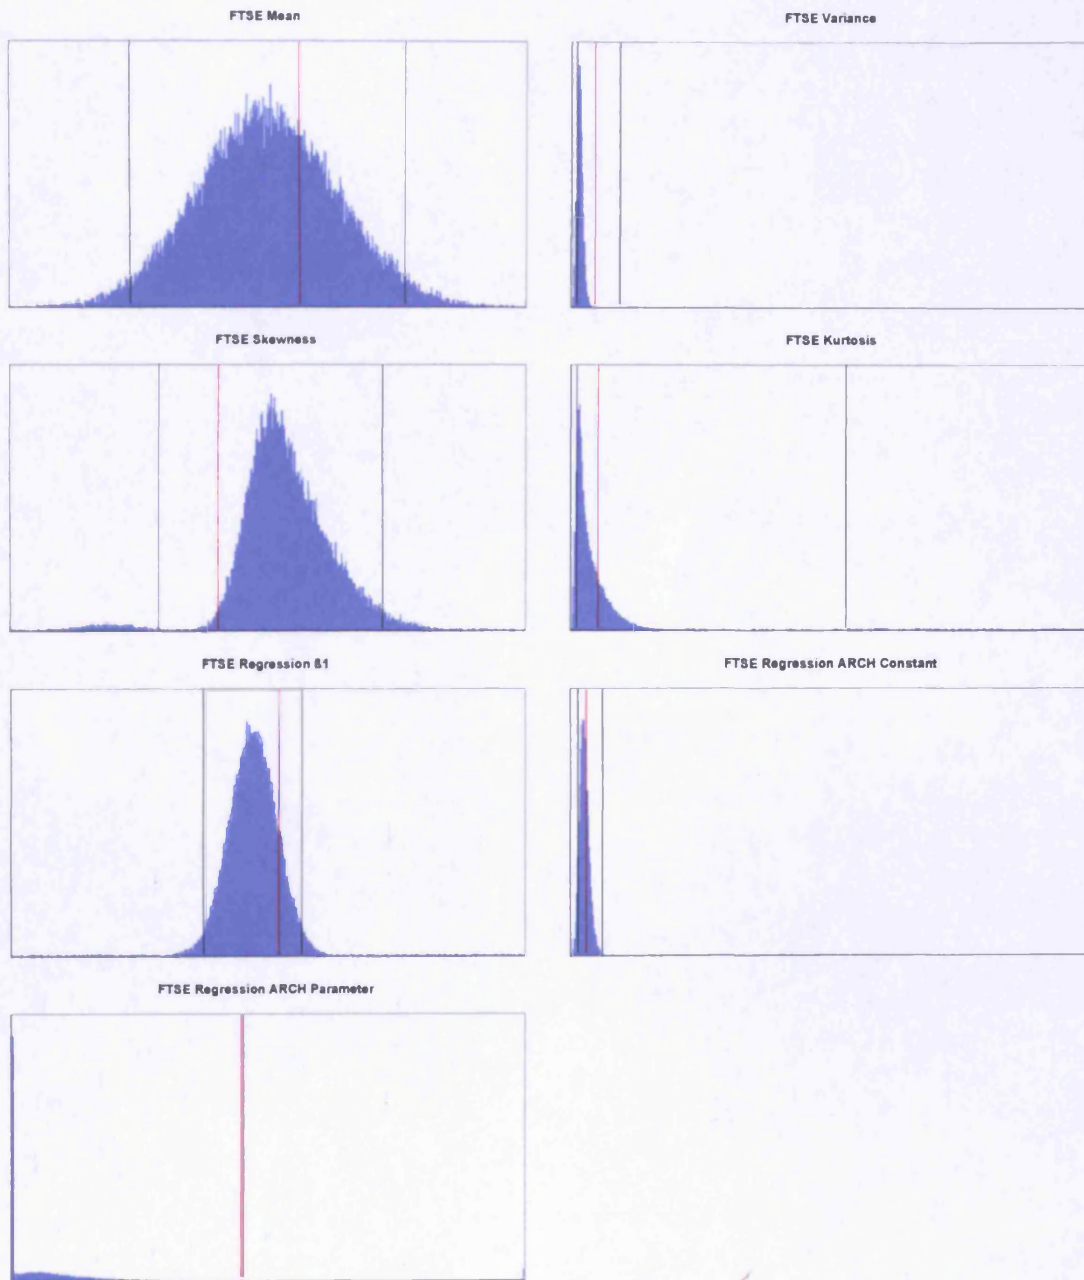 FTSE Mean
FTSE Variance
FTSE Skewness
FTSE Kurtosis
FTSE Regression ß1
FTSE Regression ARCH Constant
FTSE Regression ARCH Parameter